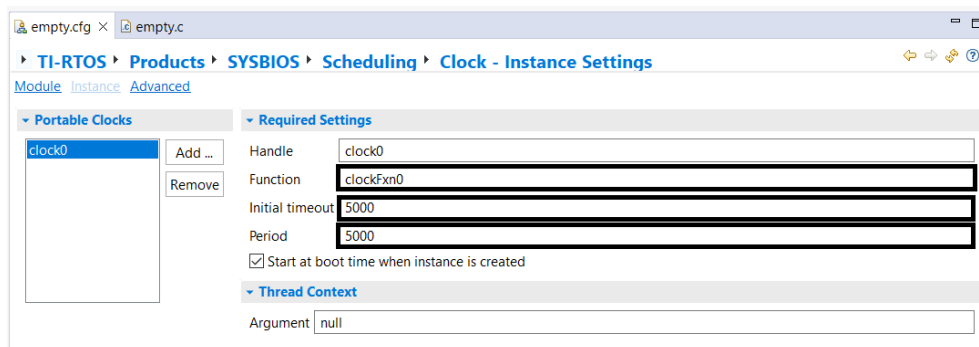 empty.cfg empty.c
TI-RTOS Products SYSBIOS Scheduling Clock - Instance Settings
Module Instance Advanced
Portable Clocks
clock0
Add ...
Remove
Required Settings
Handle clock0
Function clockFxn0
Initial timeout 5000
Period 5000
Start at boot time when instance is created
Thread Context
Argument null